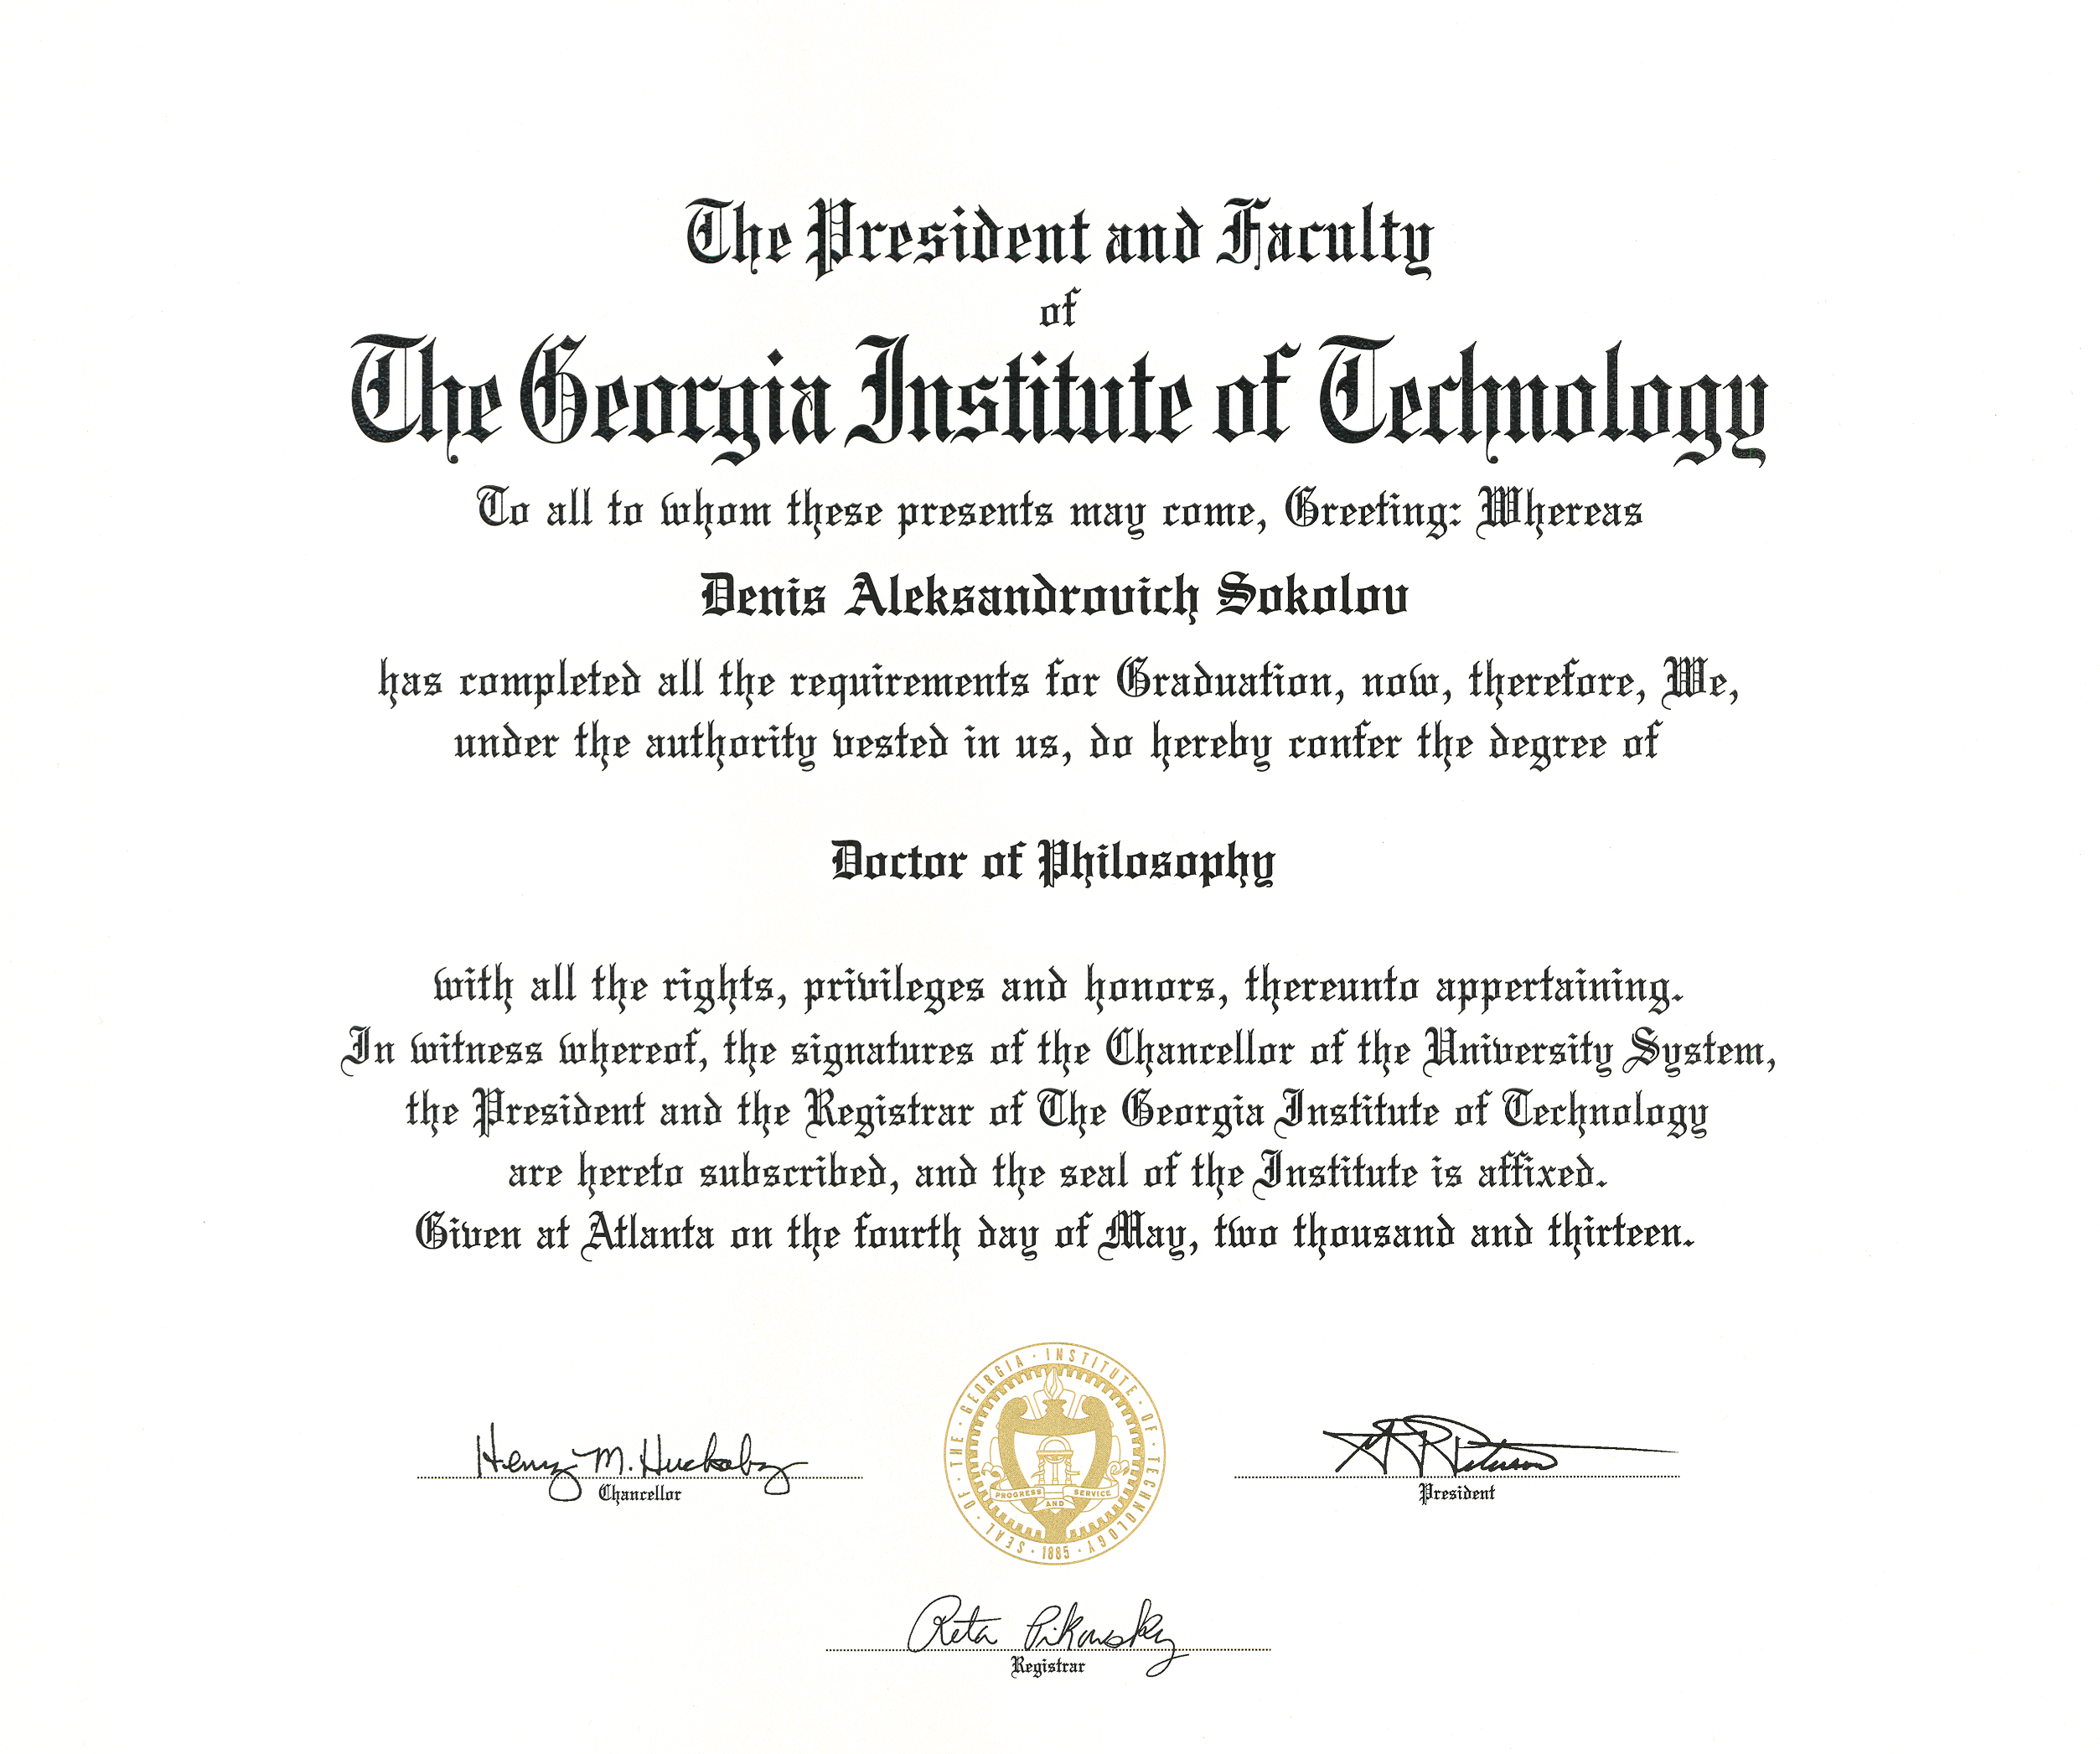 The President and Faculty
of
The Georgia Institute of Technology
To all to whom these presents may come, Greeting: Whereas
Denis Aleksandrovich Sokolov
has completed all the requirements for Graduation, now, therefore, We,
under the authority vested in us, do hereby confer the degree of
Doctor of Philosophy
with all the rights, privileges and honors, thereunto appertaining.
In witness whereof, the signatures of the Chancellor of the University System,
the President and the Registrar of The Georgia Institute of Technology
are hereto subscribed, and the seal of the Institute is affixed.
Given at Atlanta on the fourth day of May, two thousand and thirteen.
SEAL · OF · THE · GEORGIA · INSTITUTE · OF · TECHNOLOGY · 1885
PROGRESS AND SERVICE
Henry M. Huckaby
Chancellor
Peterson
President
Reta Pikowsky
Registrar